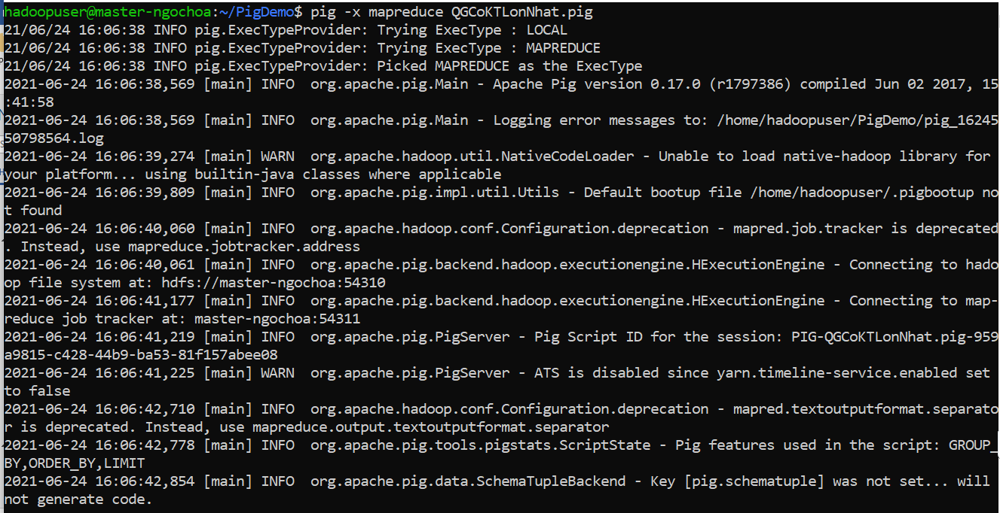 hadoopuser@master-ngochoa:~/PigDemo$ pig -x mapreduce QGCoKTLonNhat.pig
21/06/24 16:06:38 INFO pig.ExecTypeProvider: Trying ExecType : LOCAL
21/06/24 16:06:38 INFO pig.ExecTypeProvider: Trying ExecType : MAPREDUCE
21/06/24 16:06:38 INFO pig.ExecTypeProvider: Picked MAPREDUCE as the ExecType
2021-06-24 16:06:38,569 [main] INFO  org.apache.pig.Main - Apache Pig version 0.17.0 (r1797386) compiled Jun 02 2017, 15
:41:58
2021-06-24 16:06:38,569 [main] INFO  org.apache.pig.Main - Logging error messages to: /home/hadoopuser/PigDemo/pig_16245
50798564.log
2021-06-24 16:06:39,274 [main] WARN  org.apache.hadoop.util.NativeCodeLoader - Unable to load native-hadoop library for
your platform... using builtin-java classes where applicable
2021-06-24 16:06:39,809 [main] INFO  org.apache.pig.impl.util.Utils - Default bootup file /home/hadoopuser/.pigbootup no
t found
2021-06-24 16:06:40,060 [main] INFO  org.apache.hadoop.conf.Configuration.deprecation - mapred.job.tracker is deprecated
. Instead, use mapreduce.jobtracker.address
2021-06-24 16:06:40,061 [main] INFO  org.apache.pig.backend.hadoop.executionengine.HExecutionEngine - Connecting to hado
op file system at: hdfs://master-ngochoa:54310
2021-06-24 16:06:41,177 [main] INFO  org.apache.pig.backend.hadoop.executionengine.HExecutionEngine - Connecting to map-
reduce job tracker at: master-ngochoa:54311
2021-06-24 16:06:41,219 [main] INFO  org.apache.pig.PigServer - Pig Script ID for the session: PIG-QGCoKTLonNhat.pig-959
a9815-c428-44b9-ba53-81f157abee08
2021-06-24 16:06:41,225 [main] WARN  org.apache.pig.PigServer - ATS is disabled since yarn.timeline-service.enabled set
to false
2021-06-24 16:06:42,710 [main] INFO  org.apache.hadoop.conf.Configuration.deprecation - mapred.textoutputformat.separato
r is deprecated. Instead, use mapreduce.output.textoutputformat.separator
2021-06-24 16:06:42,778 [main] INFO  org.apache.pig.tools.pigstats.ScriptState - Pig features used in the script: GROUP_
BY,ORDER_BY,LIMIT
2021-06-24 16:06:42,854 [main] INFO  org.apache.pig.data.SchemaTupleBackend - Key [pig.schematuple] was not set... will
not generate code.